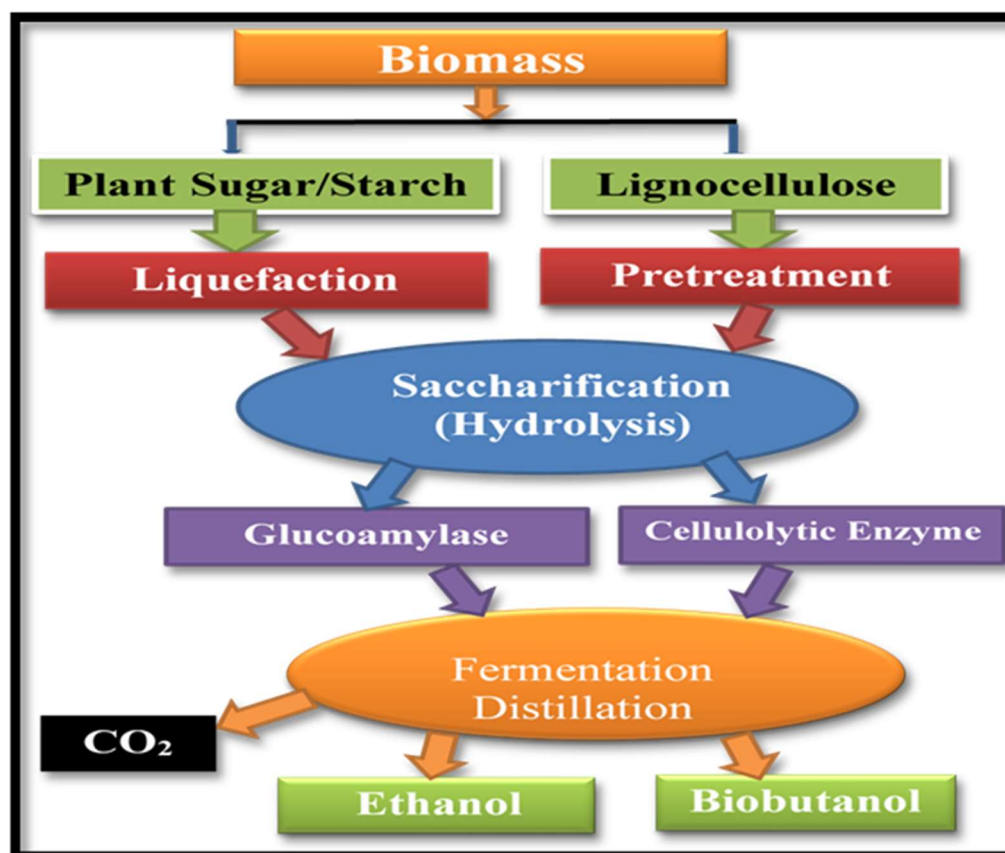 Biomass
Plant Sugar/Starch
Lignocellulose
Liquefaction
Pretreatment
Saccharification
(Hydrolysis)
Glucoamylase
Cellulolytic Enzyme
Fermentation
Distillation
CO₂
Ethanol
Biobutanol